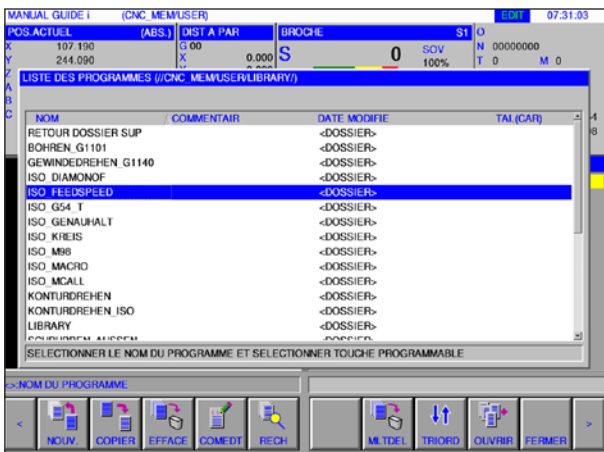 MANUAL GUIDE i (CNC_MEM/USER) EDIT 07:31:03
POS.ACTUEL (ABS.) DIST A PAR BROCHE S1 O
X 107.190 G 00 S 0 SOV N 00000000
Y 244.090 X 0.000 100% T 0 M 0
Z LISTE DES PROGRAMMES (//CNC_MEM/USER/LIBRARY/)
A
B
C
NOM COMMENTAIR DATE MODIFIE TAI.(CAR)
RETOUR DOSSIER SUP <DOSSIER>
BOHREN_G1101 <DOSSIER>
GEWINDEDREHEN_G1140 <DOSSIER>
ISO_DIAMONOF <DOSSIER>
ISO_FEEDSPEED <DOSSIER>
ISO_G54_T <DOSSIER>
ISO_GENAUHALT <DOSSIER>
ISO_KREIS <DOSSIER>
ISO_M98 <DOSSIER>
ISO_MACRO <DOSSIER>
ISO_MCALL <DOSSIER>
KONTURDREHEN <DOSSIER>
KONTURDREHEN_ISO <DOSSIER>
LIBRARY <DOSSIER>
SELECTIONNER LE NOM DU PROGRAMME ET SELECTIONNER TOUCHE PROGRAMMABLE
<>:NOM DU PROGRAMME
< NOUV. COPIER EFFACE COMEDT RECH MLTDEL TRIORD OUVRIR FERMER >